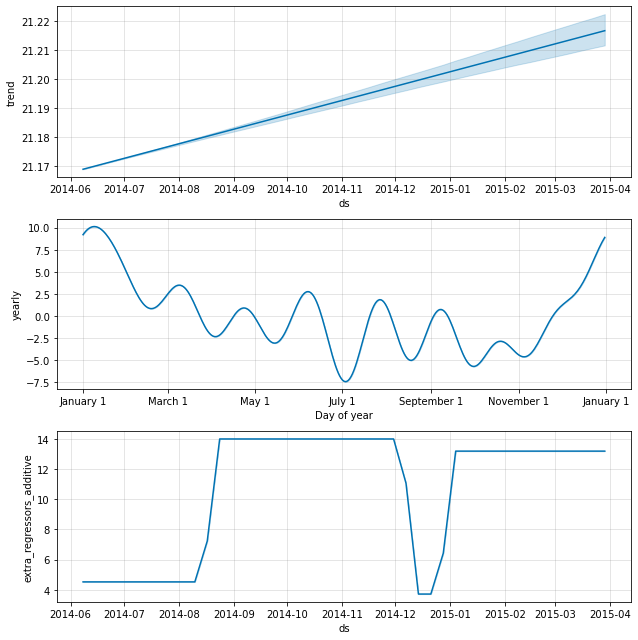 21.22
21.21
21.20
21.19
21.18
21.17
trend
2014-06 2014-07 2014-08 2014-09 2014-10 2014-11 2014-12 2015-01 2015-02 2015-03 2015-04
ds
10.0
7.5
5.0
2.5
0.0
−2.5
−5.0
−7.5
yearly
January 1 March 1 May 1 July 1 September 1 November 1 January 1
Day of year
14
12
10
8
6
4
extra_regressors_additive
2014-06 2014-07 2014-08 2014-09 2014-10 2014-11 2014-12 2015-01 2015-02 2015-03 2015-04
ds